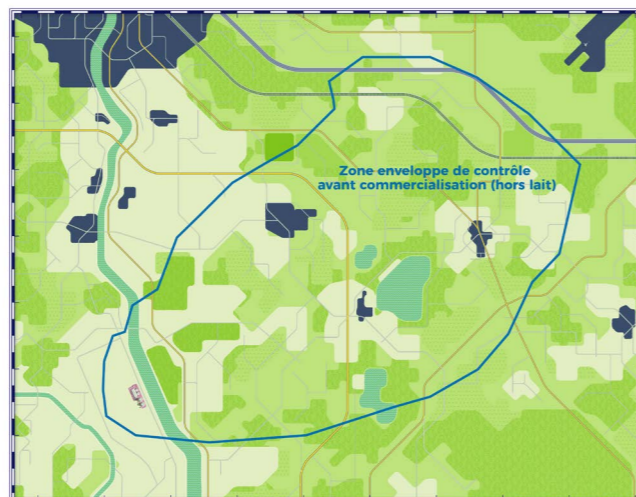 Zone enveloppe de contrôle
avant commercialisation (hors lait)